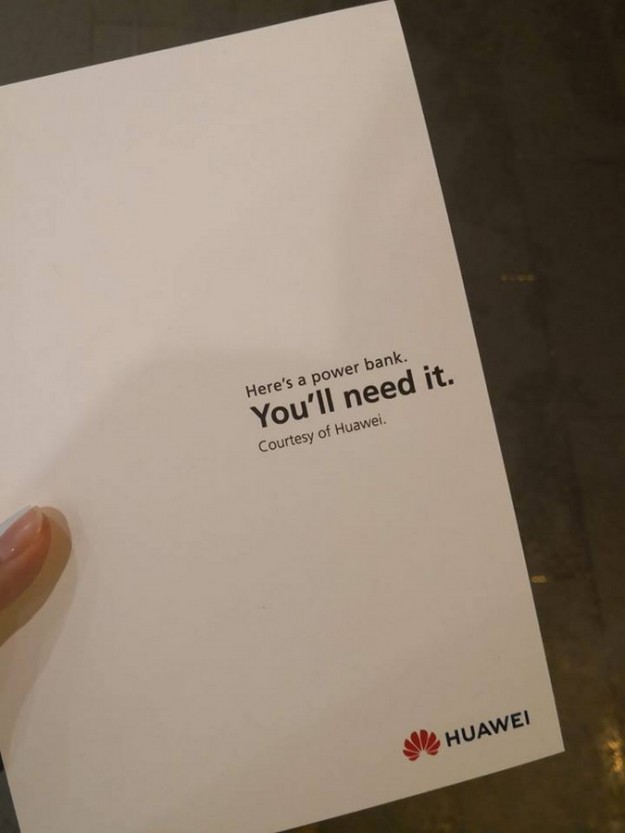 Here's a power bank.
You'll need it.
Courtesy of Huawei.
HUAWEI